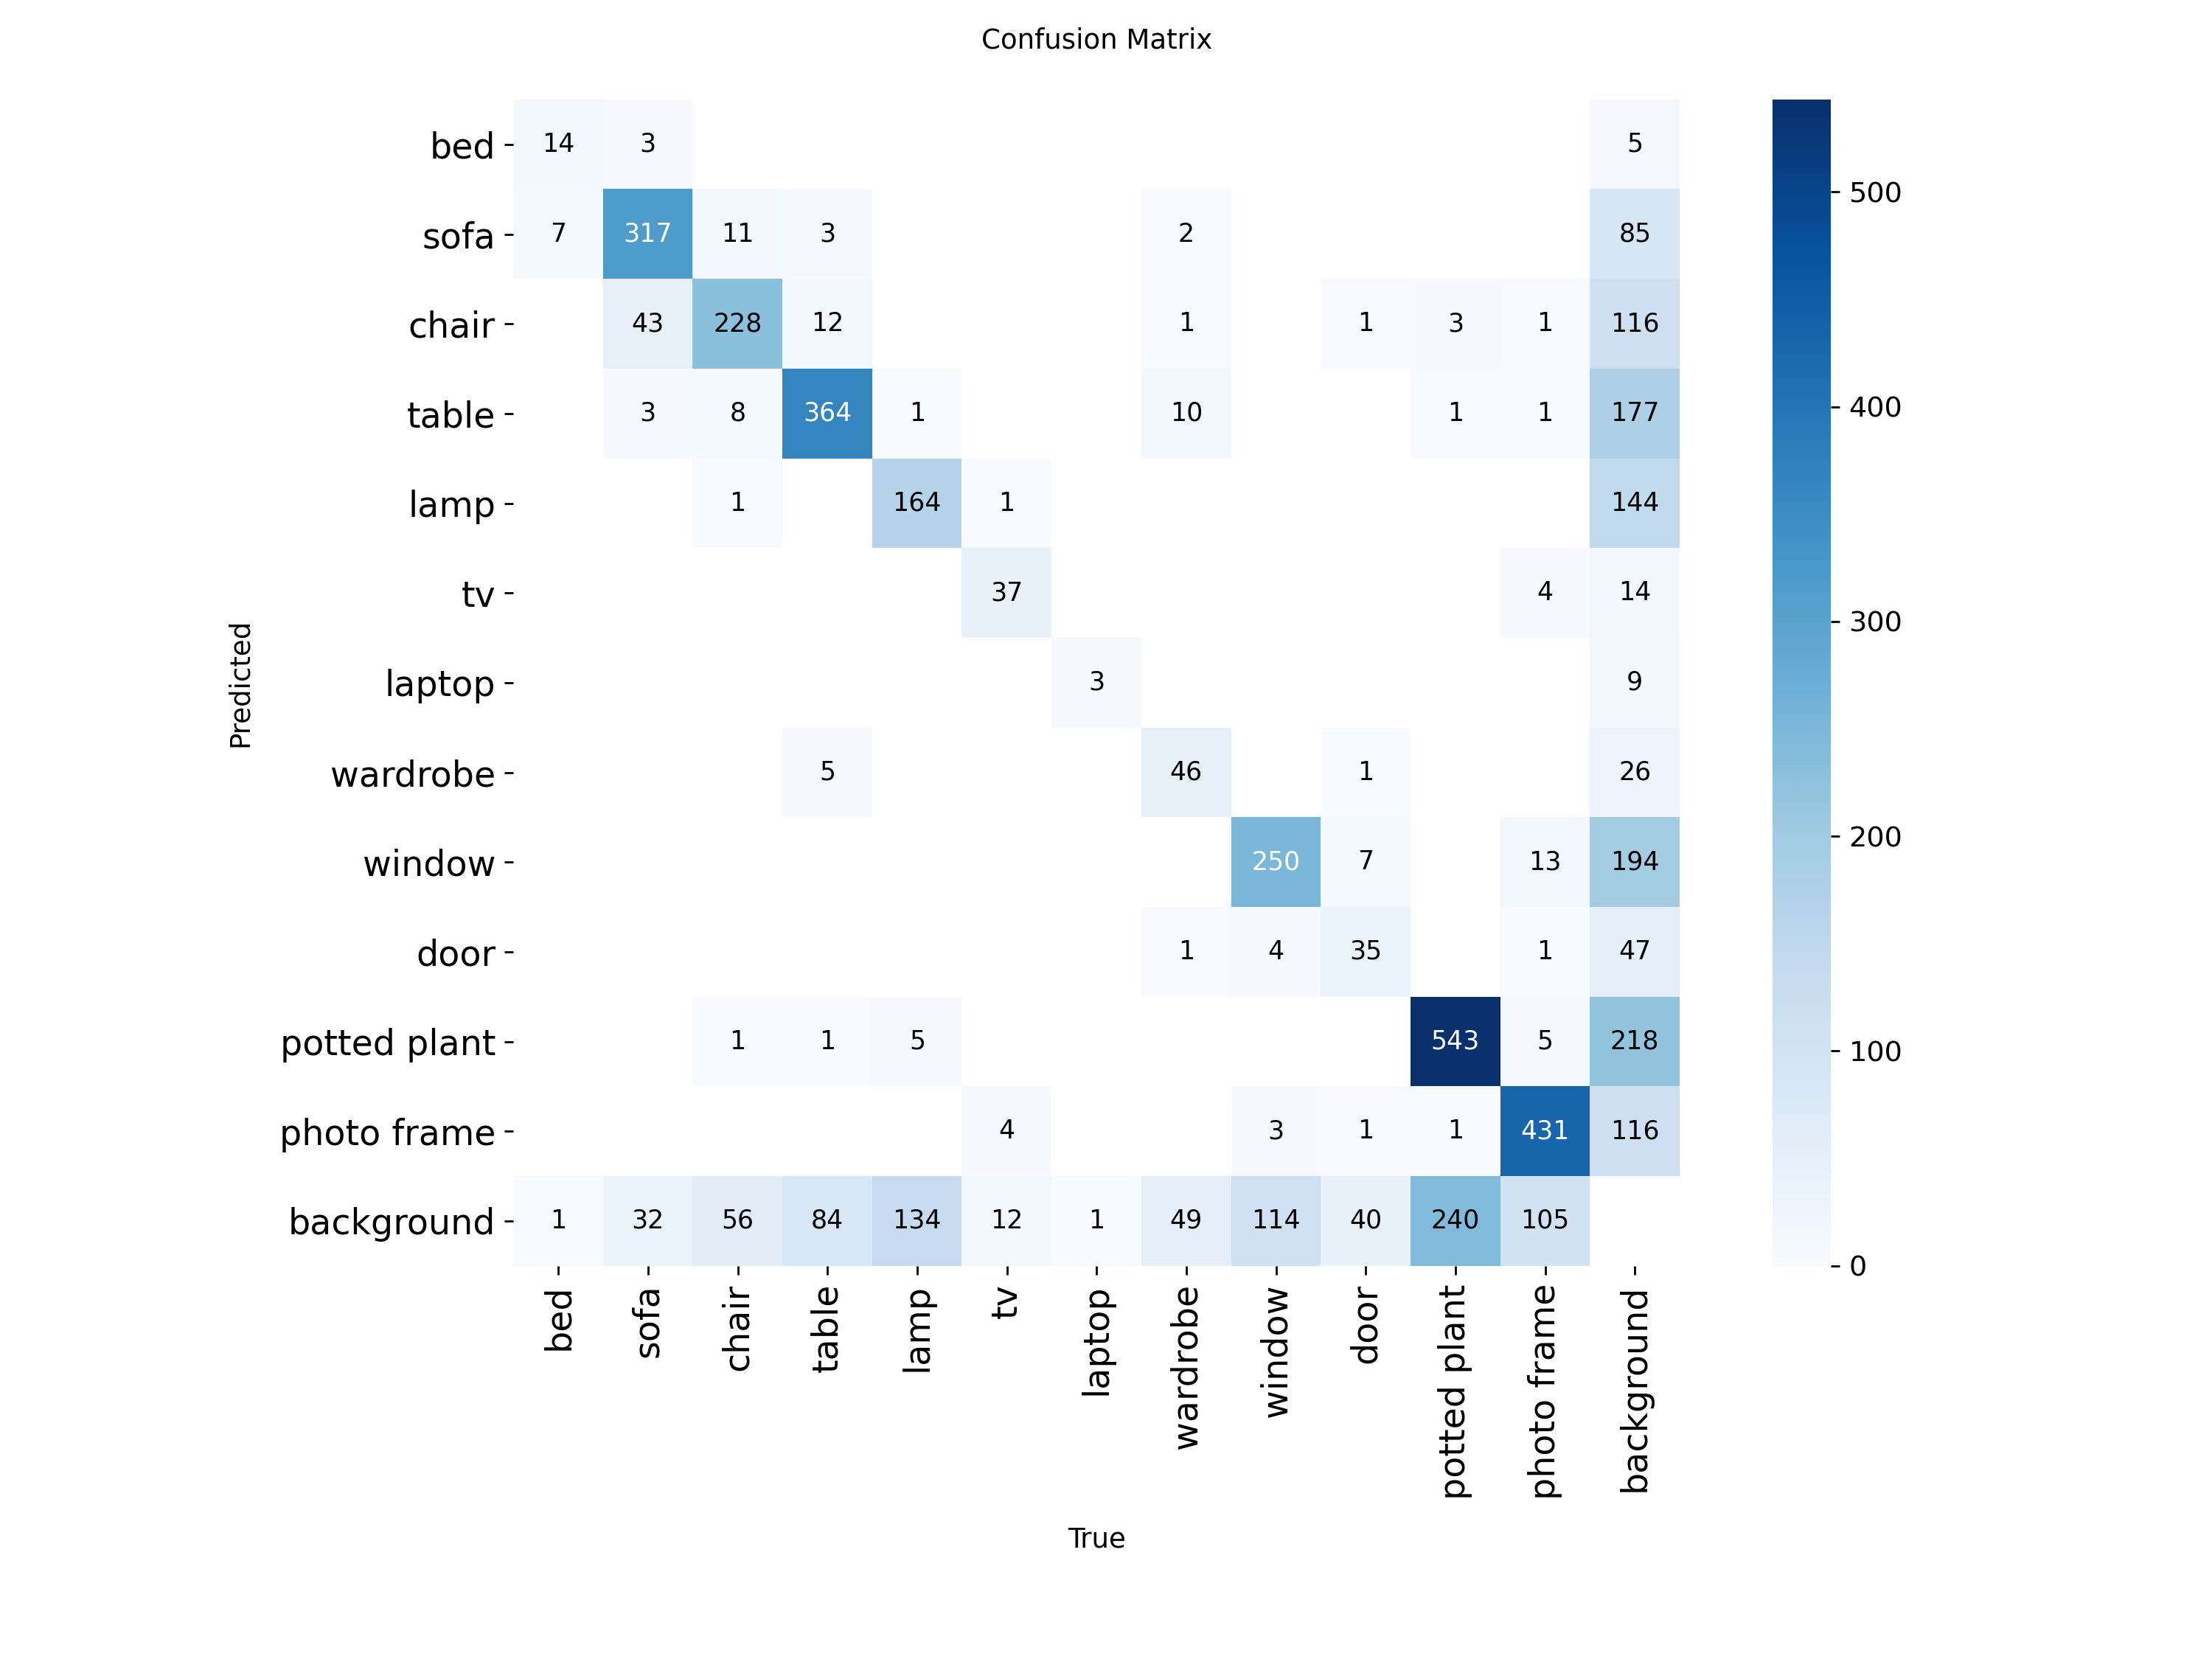 Confusion Matrix
bed 14 3 5
sofa 7 317 11 3 2 85
chair 43 228 12 1 1 3 1 116
table 3 8 364 1 10 1 1 177
lamp 1 164 1 144
tv 37 4 14
laptop 3 9
wardrobe 5 46 1 26
window 250 7 13 194
door 1 4 35 1 47
potted plant 1 1 5 543 5 218
photo frame 4 3 1 1 431 116
background 1 32 56 84 134 12 1 49 114 40 240 105
Predicted
bed sofa chair table lamp tv laptop wardrobe window door potted plant photo frame background
True
500
400
300
200
100
0